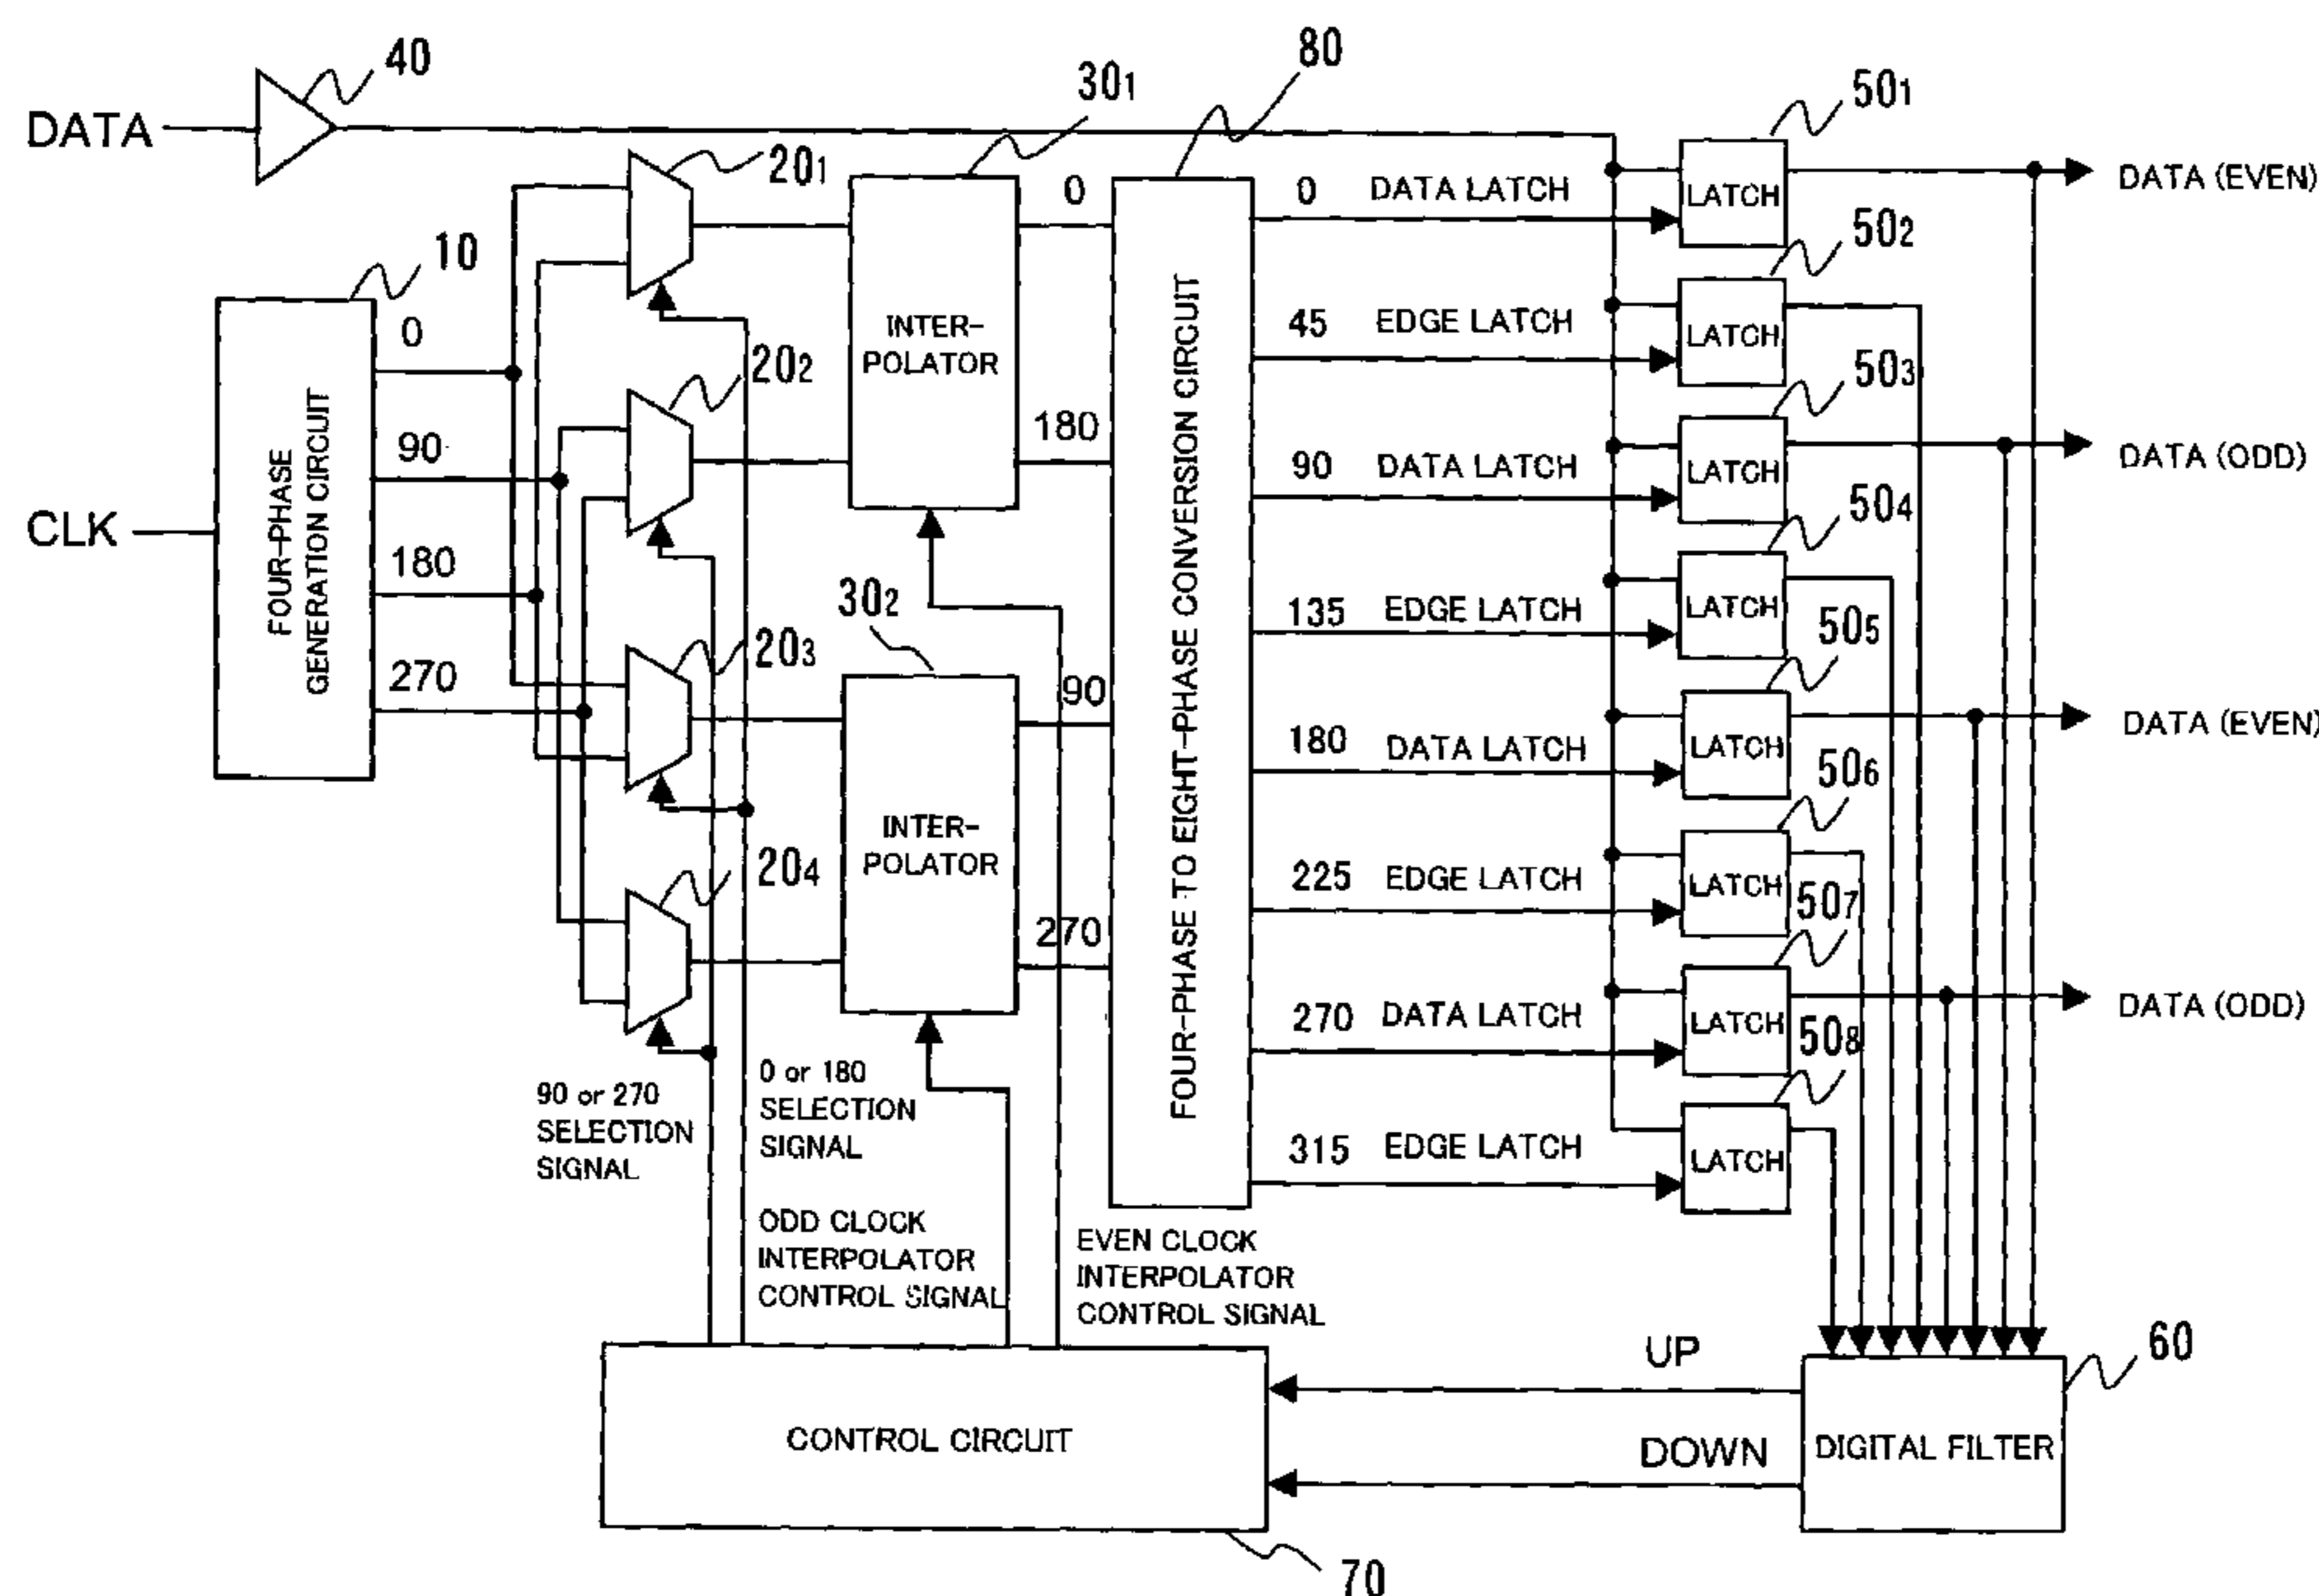 40
DATA
10
CLK
FOUR-PHASE
GENERATION CIRCUIT
0
90
180
270
201
202
203
204
301
INTER-
POLATOR
0
180
302
INTER-
POLATOR
90
270
80
FOUR-PHASE TO EIGHT-PHASE CONVERSION CIRCUIT
0 DATA LATCH
45 EDGE LATCH
90 DATA LATCH
135 EDGE LATCH
180 DATA LATCH
225 EDGE LATCH
270 DATA LATCH
315 EDGE LATCH
501
LATCH
502
LATCH
503
LATCH
504
LATCH
505
LATCH
506
LATCH
507
LATCH
508
LATCH
DATA (EVEN)
DATA (ODD)
DATA (EVEN)
DATA (ODD)
90 or 270
SELECTION
SIGNAL
0 or 180
SELECTION
SIGNAL
ODD CLOCK
INTERPOLATOR
CONTROL SIGNAL
EVEN CLOCK
INTERPOLATOR
CONTROL SIGNAL
CONTROL CIRCUIT
70
UP
DOWN
DIGITAL FILTER
60